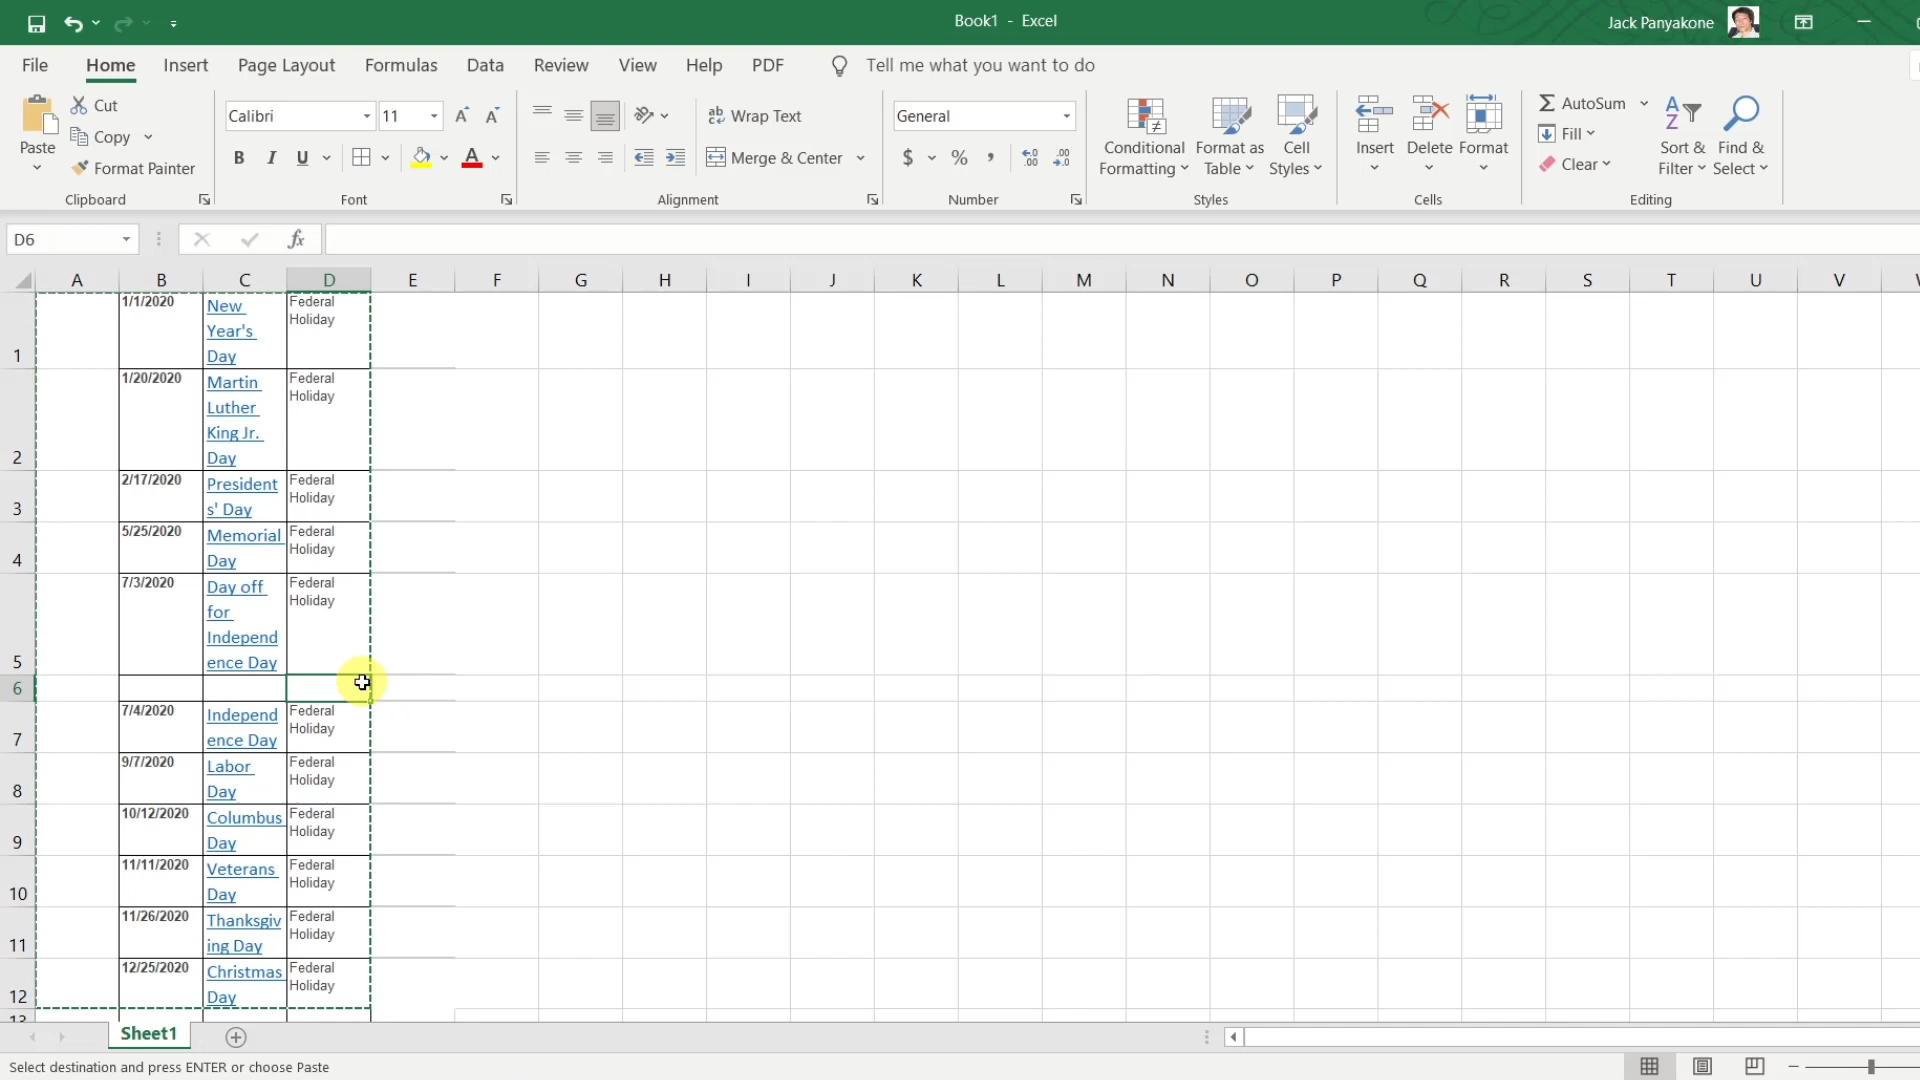 Book1 - Excel
Jack Panyakone
File Home Insert Page Layout Formulas Data Review View Help PDF Tell me what you want to do
Paste
Cut
Copy
Format Painter
Clipboard
Calibri 11
B I U A
Font
Wrap Text
Merge & Center
Alignment
General
$ % ,
Number
Conditional
Formatting
Format as
Table
Cell
Styles
Styles
Insert
Delete
Format
Cells
AutoSum
Fill
Clear
Sort &
Filter
Find &
Select
Editing
D6
fx
A B C D E F G H I J K L M N O P Q R S T U V
1
1/1/2020
New
Year's
Day
Federal
Holiday
2
1/20/2020
Martin
Luther
King Jr.
Day
Federal
Holiday
3
2/17/2020
President
s' Day
Federal
Holiday
4
5/25/2020
Memorial
Day
Federal
Holiday
5
7/3/2020
Day off
for
Independ
ence Day
Federal
Holiday
6
7
7/4/2020
Independ
ence Day
Federal
Holiday
8
9/7/2020
Labor
Day
Federal
Holiday
9
10/12/2020
Columbus
Day
Federal
Holiday
10
11/11/2020
Veterans
Day
Federal
Holiday
11
11/26/2020
Thanksgiv
ing Day
Federal
Holiday
12
12/25/2020
Christmas
Day
Federal
Holiday
13
Sheet1
Select destination and press ENTER or choose Paste